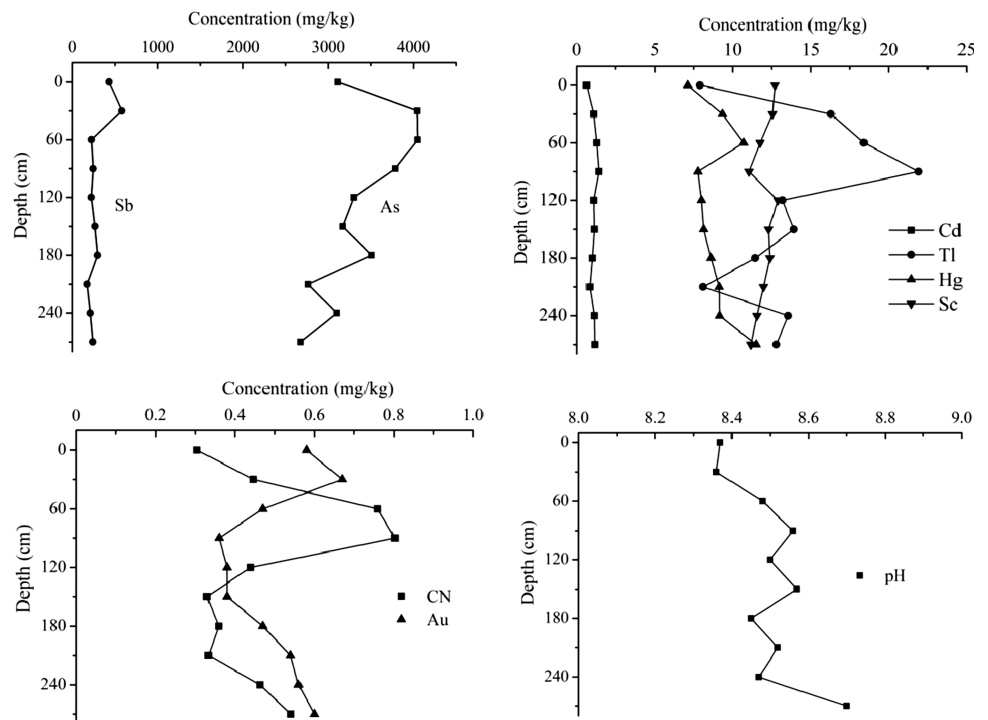 Concentration (mg/kg)
0 1000 2000 3000 4000
0
60
120
180
240
Depth (cm)
Sb
As
Concentration (mg/kg)
0 5 10 15 20 25
0
60
120
180
240
Depth (cm)
Cd
Tl
Hg
Sc
Concentration (mg/kg)
0 0.2 0.4 0.6 0.8 1.0
0
60
120
180
240
Depth (cm)
CN
Au
8.0 8.2 8.4 8.6 8.8 9.0
0
60
120
180
240
Depth (cm)
pH